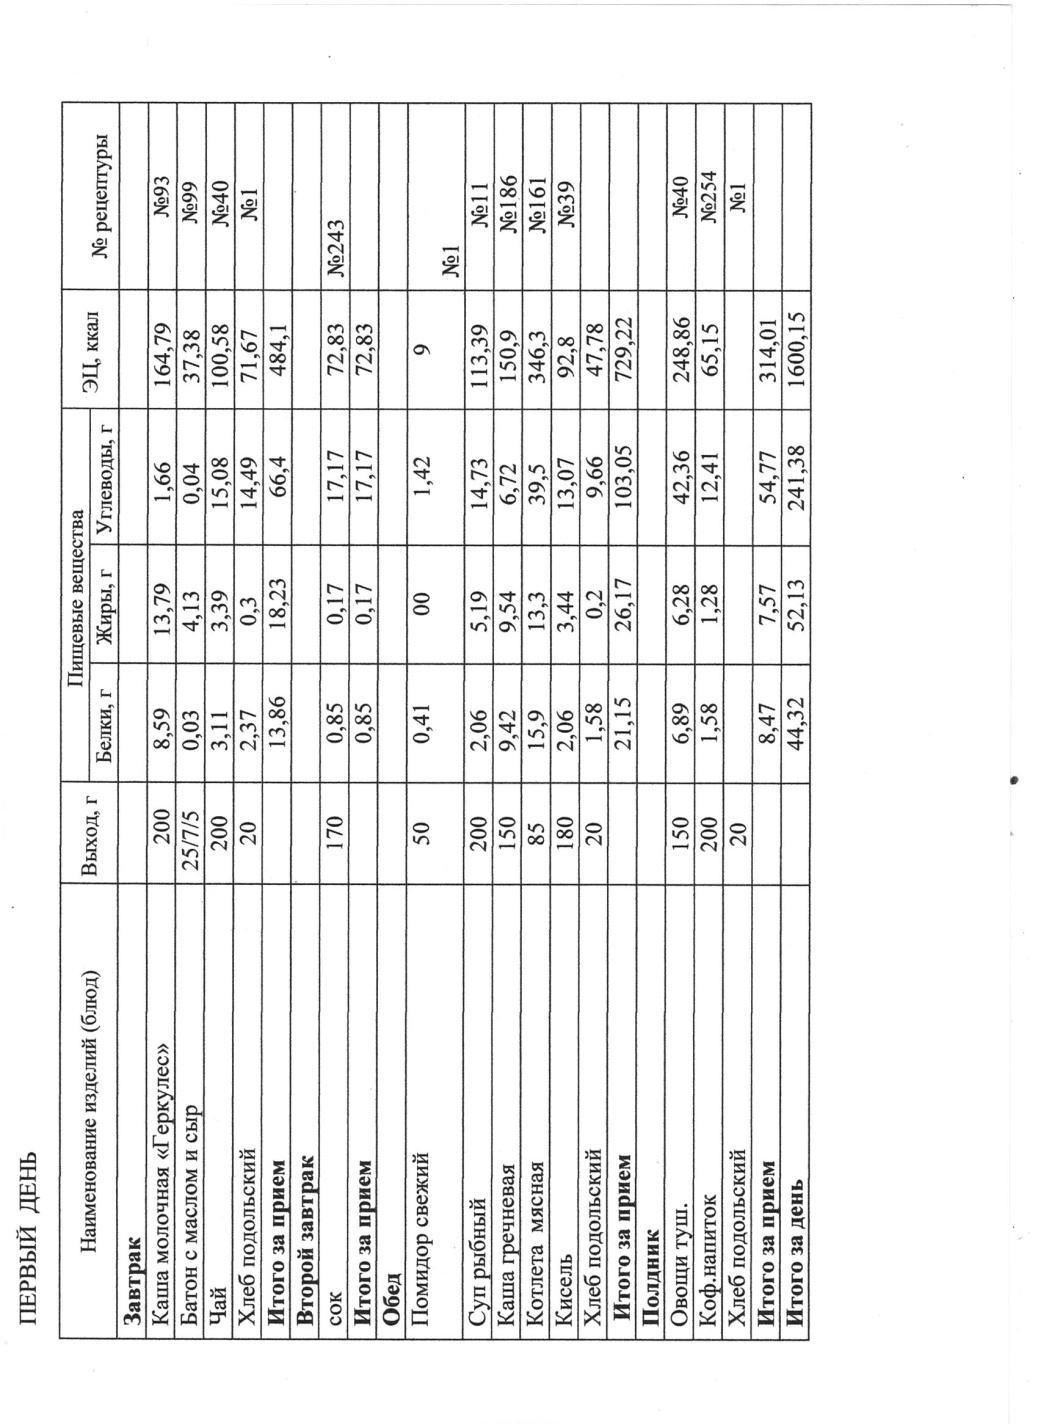 ПЕРВЫЙ ДЕНЬ
Наименование изделий (блюд) Выход, г Пищевые вещества ЭЦ, ккал № рецептуры
Белки, г Жиры, г Углеводы, г
Завтрак
Каша молочная «Геркулес» 200 8,59 13,79 1,66 164,79 №93
Батон с маслом и сыр 25/7/5 0,03 4,13 0,04 37,38 №99
Чай 200 3,11 3,39 15,08 100,58 №40
Хлеб подольский 20 2,37 0,3 14,49 71,67 №1
Итого за прием 13,86 18,23 66,4 484,1
Второй завтрак
сок 170 0,85 0,17 17,17 72,83 №243
Итого за прием 0,85 0,17 17,17 72,83
Обед
Помидор свежий 50 0,41 00 1,42 9
№1
Суп рыбный 200 2,06 5,19 14,73 113,39 №11
Каша гречневая 150 9,42 9,54 6,72 150,9 №186
Котлета мясная 85 15,9 13,3 39,5 346,3 №161
Кисель 180 2,06 3,44 13,07 92,8 №39
Хлеб подольский 20 1,58 0,2 9,66 47,78
Итого за прием 21,15 26,17 103,05 729,22
Полдник
Овощи туш. 150 6,89 6,28 42,36 248,86 №40
Коф.напиток 200 1,58 1,28 12,41 65,15 №254
Хлеб подольский 20 №1
Итого за прием 8,47 7,57 54,77 314,01
Итого за день 44,32 52,13 241,38 1600,15